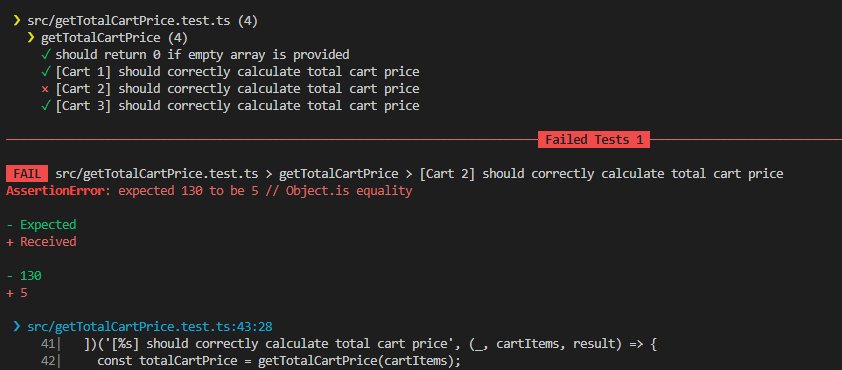 ❯ src/getTotalCartPrice.test.ts (4)
❯ getTotalCartPrice (4)
✓ should return 0 if empty array is provided
✓ [Cart 1] should correctly calculate total cart price
× [Cart 2] should correctly calculate total cart price
✓ [Cart 3] should correctly calculate total cart price
Failed Tests 1
FAIL src/getTotalCartPrice.test.ts > getTotalCartPrice > [Cart 2] should correctly calculate total cart price
AssertionError: expected 130 to be 5 // Object.is equality
- Expected
+ Received
- 130
+ 5
❯ src/getTotalCartPrice.test.ts:43:28
41| ])('[%s] should correctly calculate total cart price', (_, cartItems, result) => {
42| const totalCartPrice = getTotalCartPrice(cartItems);